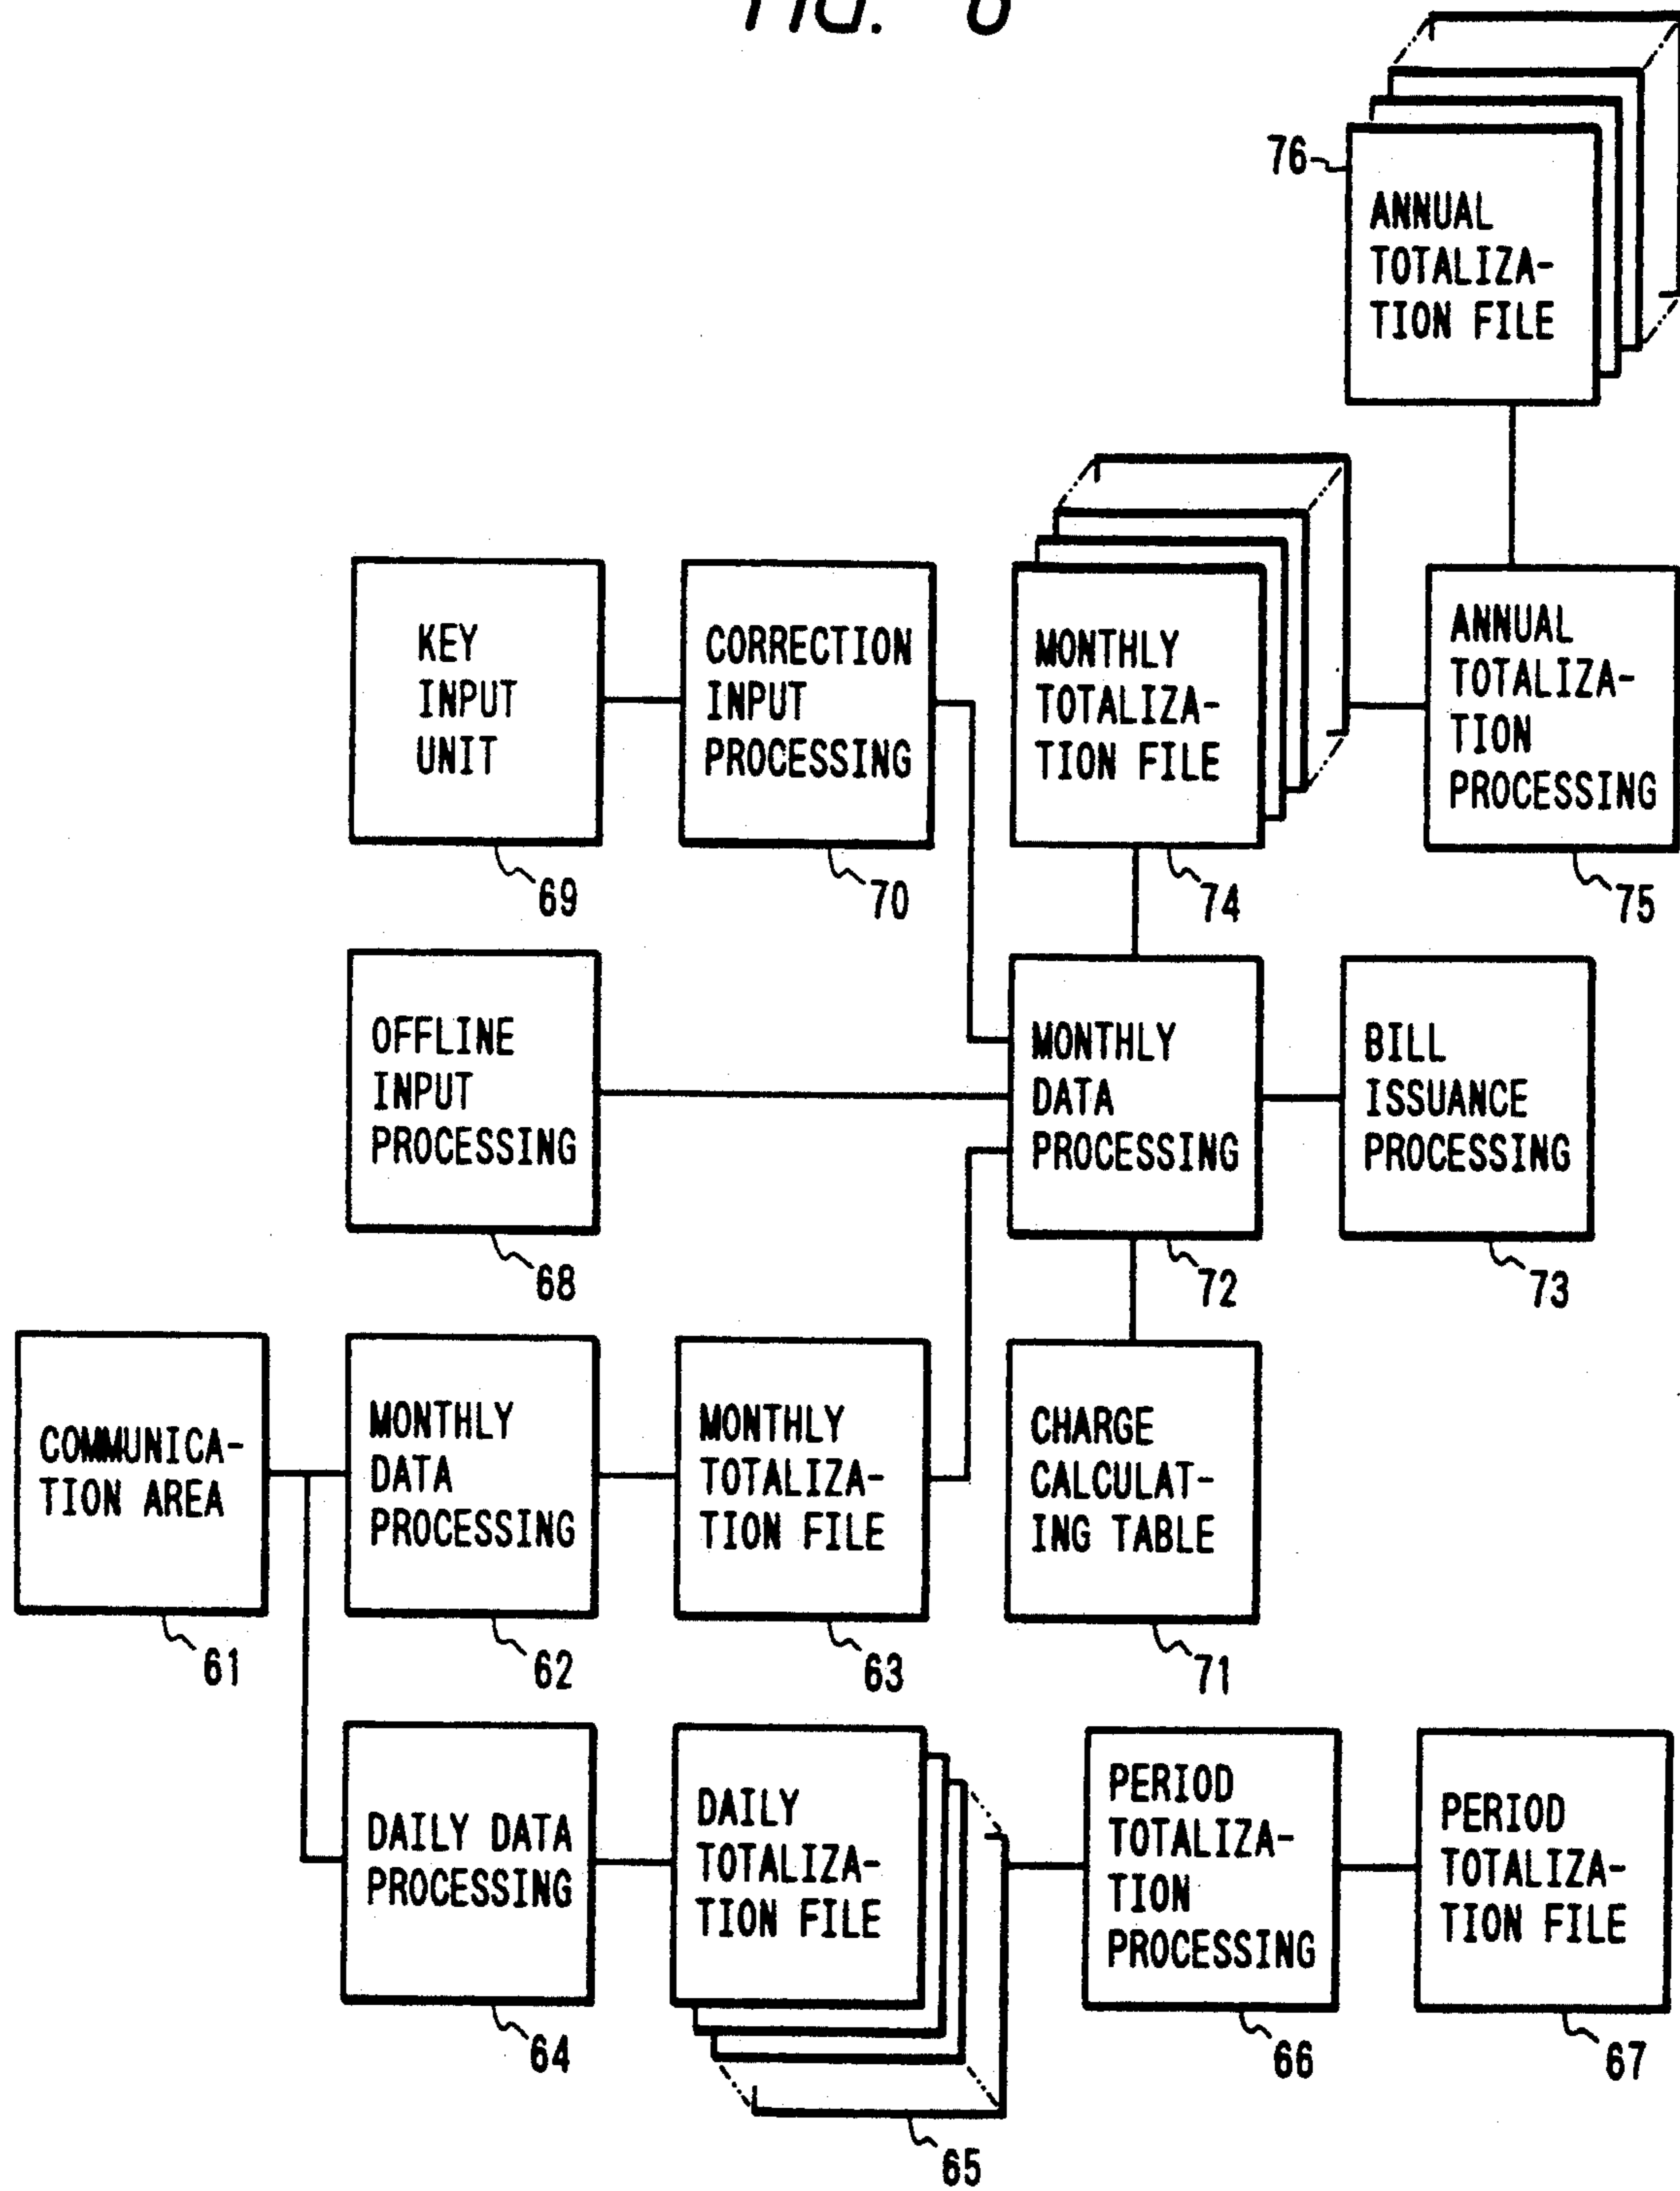 FIG. 6
76
ANNUAL
TOTALIZA-
TION FILE
KEY
INPUT
UNIT
69
CORRECTION
INPUT
PROCESSING
70
MONTHLY
TOTALIZA-
TION FILE
74
ANNUAL
TOTALIZA-
TION
PROCESSING
75
OFFLINE
INPUT
PROCESSING
68
MONTHLY
DATA
PROCESSING
72
BILL
ISSUANCE
PROCESSING
73
COMMUNICA-
TION AREA
61
MONTHLY
DATA
PROCESSING
62
MONTHLY
TOTALIZA-
TION FILE
63
CHARGE
CALCULAT-
ING TABLE
71
DAILY DATA
PROCESSING
64
DAILY
TOTALIZA-
TION FILE
65
PERIOD
TOTALIZA-
TION
PROCESSING
66
PERIOD
TOTALIZA-
TION FILE
67